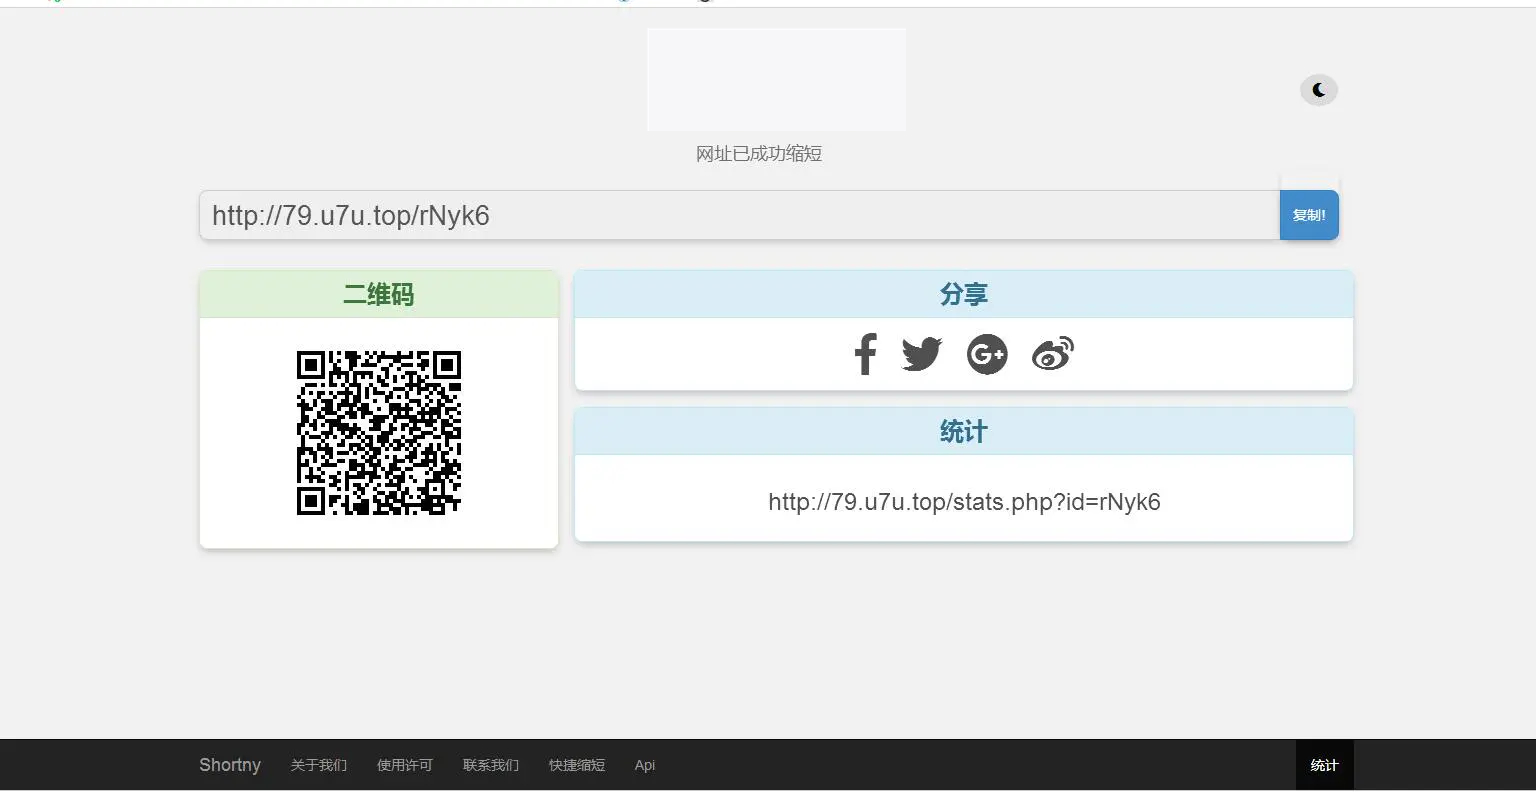 网址已成功缩短
http://79.u7u.top/rNyk6
复制!
二维码
分享
统计
http://79.u7u.top/stats.php?id=rNyk6
Shortny 关于我们 使用许可 联系我们 快捷缩短 Api 统计